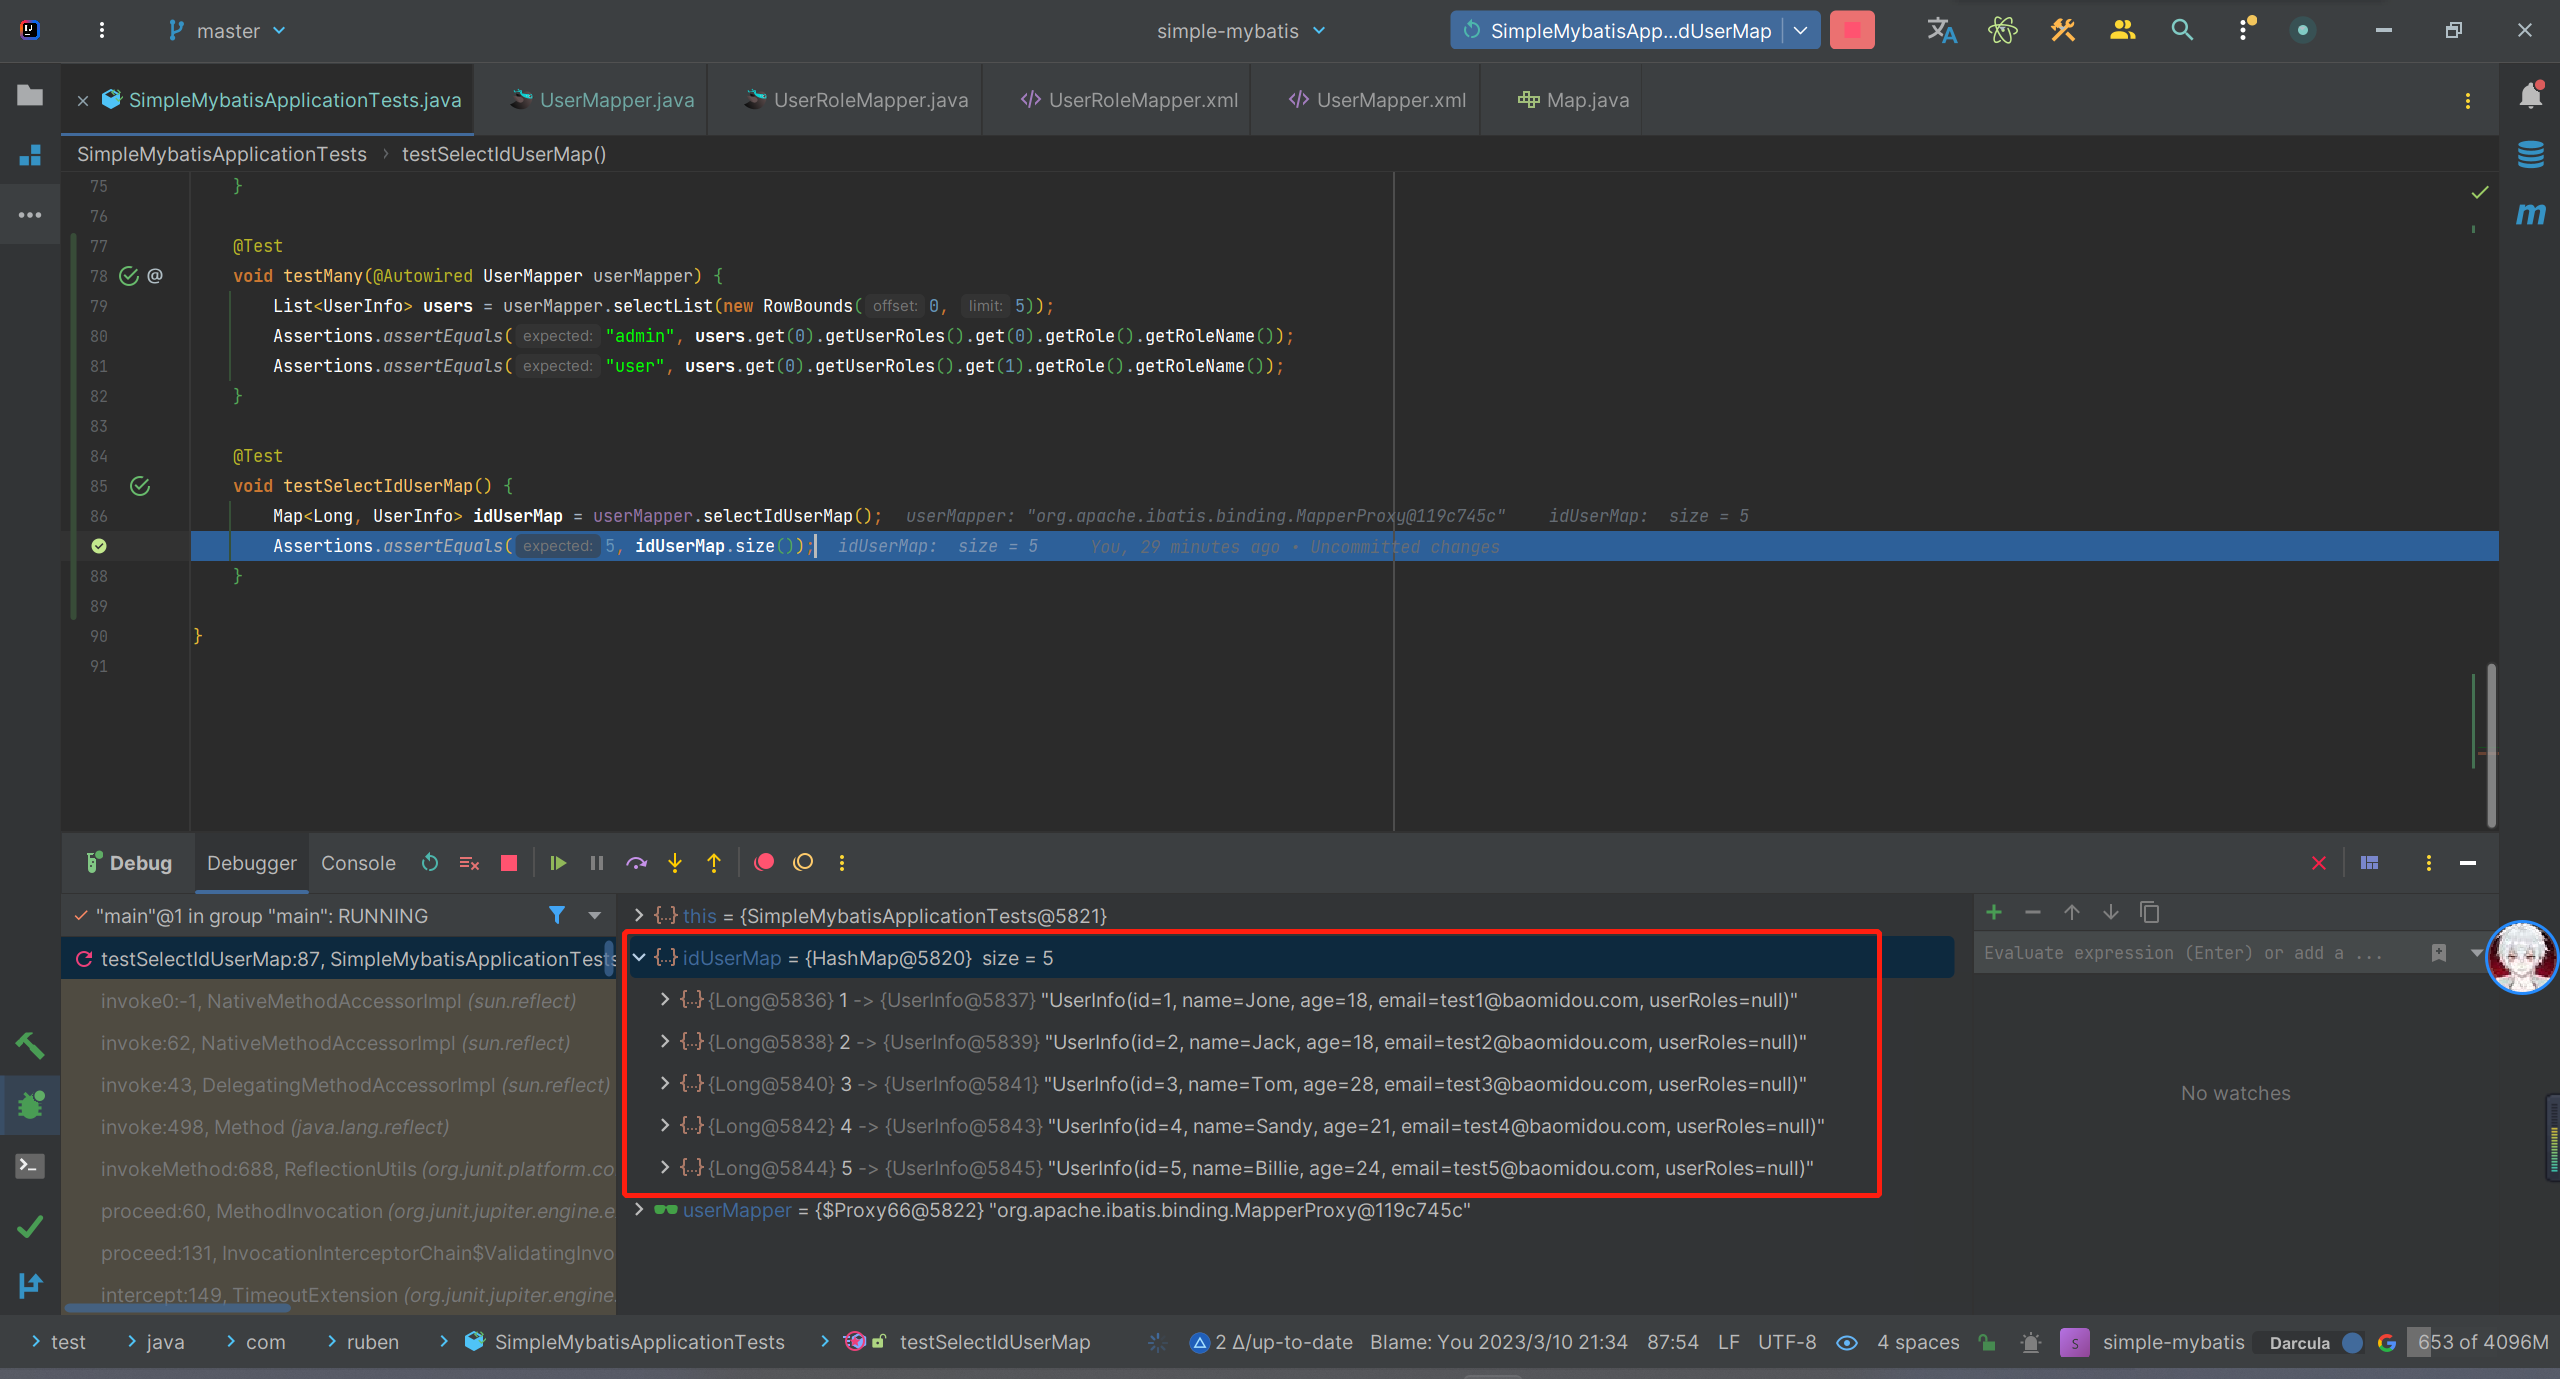 master
simple-mybatis
SimpleMybatisApp...dUserMap
SimpleMybatisApplicationTests.java
UserMapper.java
UserRoleMapper.java
UserRoleMapper.xml
UserMapper.xml
Map.java
SimpleMybatisApplicationTests › testSelectIdUserMap()
75 }
76
77 @Test
78 @ void testMany(@Autowired UserMapper userMapper) {
79 List<UserInfo> users = userMapper.selectList(new RowBounds( offset: 0, limit: 5));
80 Assertions.assertEquals( expected: "admin", users.get(0).getUserRoles().get(0).getRole().getRoleName());
81 Assertions.assertEquals( expected: "user", users.get(0).getUserRoles().get(1).getRole().getRoleName());
82 }
83
84 @Test
85 void testSelectIdUserMap() {
86 Map<Long, UserInfo> idUserMap = userMapper.selectIdUserMap(); userMapper: "org.apache.ibatis.binding.MapperProxy@119c745c" idUserMap: size = 5
Assertions.assertEquals( expected: 5, idUserMap.size()); idUserMap: size = 5 You, 29 minutes ago • Uncommitted changes
88 }
89
90 }
91
Debug
Debugger
Console
"main"@1 in group "main": RUNNING
testSelectIdUserMap:87, SimpleMybatisApplicationTests
invoke0:-1, NativeMethodAccessorImpl (sun.reflect)
invoke:62, NativeMethodAccessorImpl (sun.reflect)
invoke:43, DelegatingMethodAccessorImpl (sun.reflect)
invoke:498, Method (java.lang.reflect)
invokeMethod:688, ReflectionUtils (org.junit.platform.co
proceed:60, MethodInvocation (org.junit.jupiter.engine.e
proceed:131, InvocationInterceptorChain$ValidatingInvo
intercept:149, TimeoutExtension (org.junit.jupiter.engine.
this = {SimpleMybatisApplicationTests@5821}
idUserMap = {HashMap@5820} size = 5
{Long@5836} 1 -> {UserInfo@5837} "UserInfo(id=1, name=Jone, age=18, email=test1@baomidou.com, userRoles=null)"
{Long@5838} 2 -> {UserInfo@5839} "UserInfo(id=2, name=Jack, age=18, email=test2@baomidou.com, userRoles=null)"
{Long@5840} 3 -> {UserInfo@5841} "UserInfo(id=3, name=Tom, age=28, email=test3@baomidou.com, userRoles=null)"
{Long@5842} 4 -> {UserInfo@5843} "UserInfo(id=4, name=Sandy, age=21, email=test4@baomidou.com, userRoles=null)"
{Long@5844} 5 -> {UserInfo@5845} "UserInfo(id=5, name=Billie, age=24, email=test5@baomidou.com, userRoles=null)"
userMapper = {$Proxy66@5822} "org.apache.ibatis.binding.MapperProxy@119c745c"
Evaluate expression (Enter) or add a ...
No watches
test › java › com › ruben › SimpleMybatisApplicationTests › testSelectIdUserMap
2 Δ/up-to-date
Blame: You 2023/3/10 21:34
87:54
LF
UTF-8
4 spaces
S
simple-mybatis
Darcula
653 of 4096M